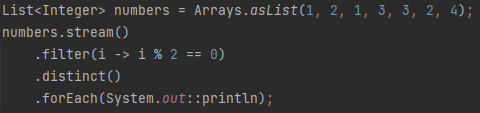 List<Integer> numbers = Arrays.asList(1, 2, 1, 3, 3, 2, 4);
numbers.stream()
    .filter(i -> i % 2 == 0)
    .distinct()
    .forEach(System.out::println);